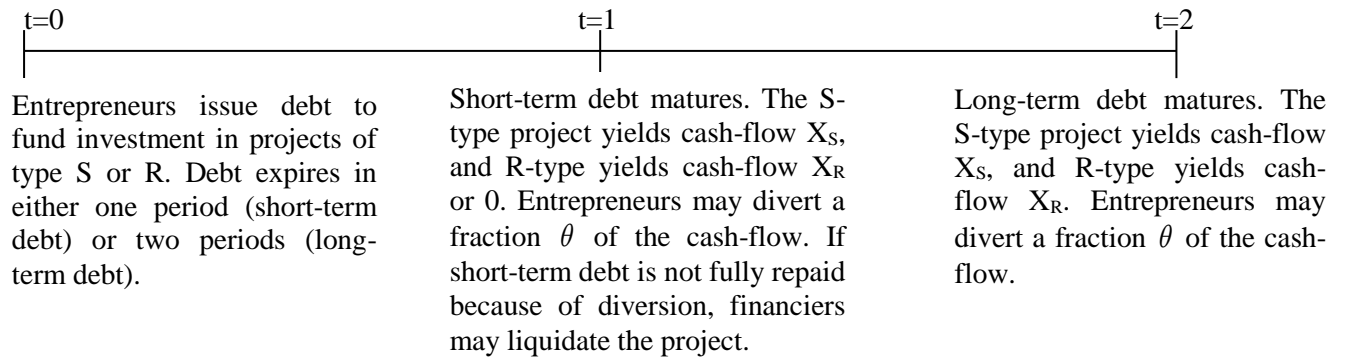 t=0 t=1 t=2
Entrepreneurs issue debt to
fund investment in projects of
type S or R. Debt expires in
either one period (short-term
debt) or two periods (long-
term debt).
Short-term debt matures. The S-
type project yields cash-flow XS,
and R-type yields cash-flow XR
or 0. Entrepreneurs may divert a
fraction θ of the cash-flow. If
short-term debt is not fully repaid
because of diversion, financiers
may liquidate the project.
Long-term debt matures. The
S-type project yields cash-flow
XS, and R-type yields cash-
flow XR. Entrepreneurs may
divert a fraction θ of the cash-
flow.